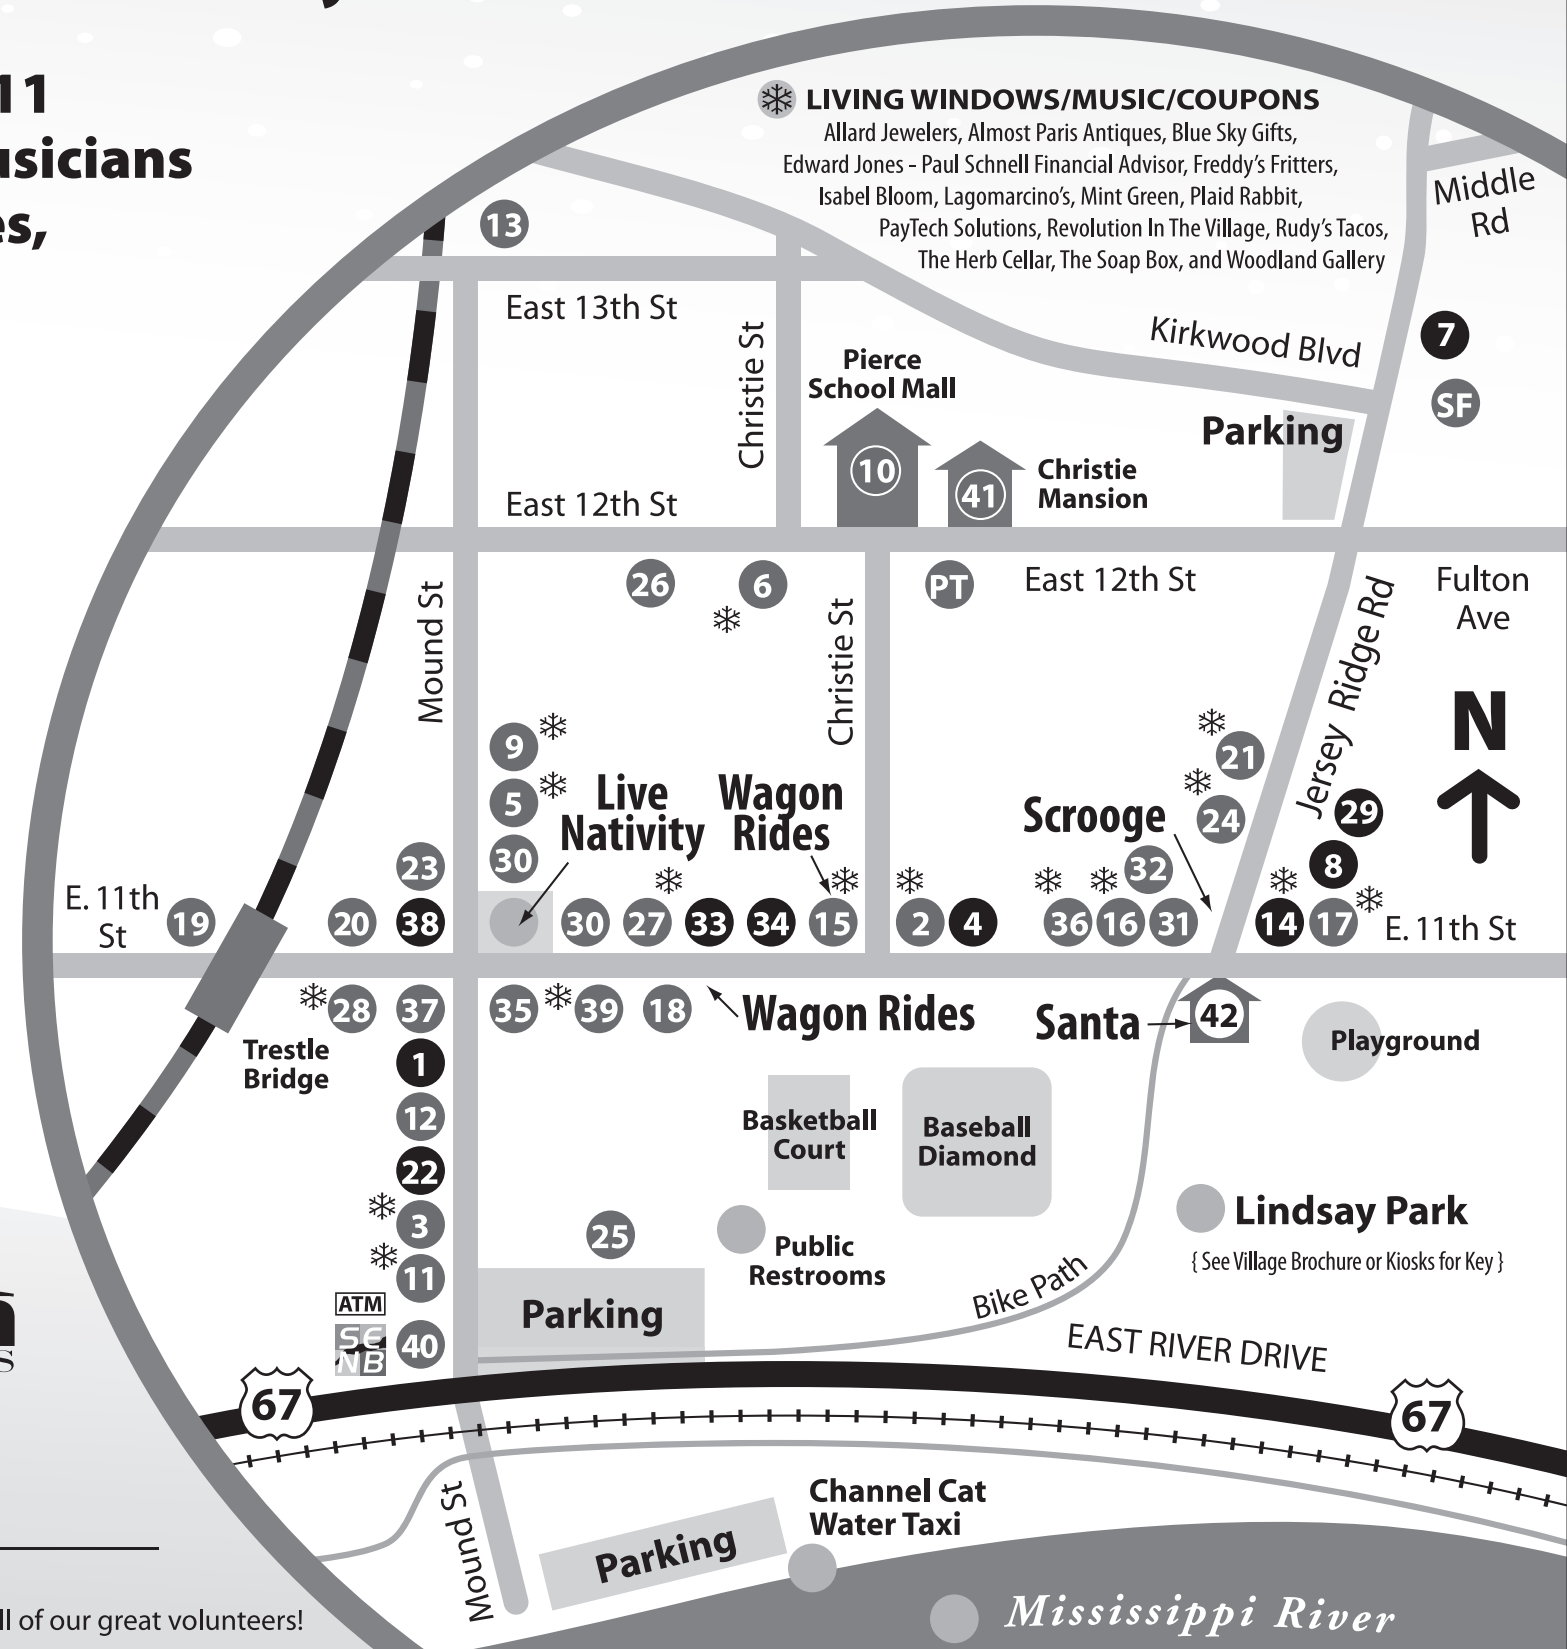 11
usicians
es,
LIVING WINDOWS/MUSIC/COUPONS
Allard Jewelers, Almost Paris Antiques, Blue Sky Gifts,
Edward Jones - Paul Schnell Financial Advisor, Freddy's Fritters,
Isabel Bloom, Lagomarcino's, Mint Green, Plaid Rabbit,
PayTech Solutions, Revolution In The Village, Rudy's Tacos,
The Herb Cellar, The Soap Box, and Woodland Gallery
Middle
Rd
13
East 13th St
Christie St
Kirkwood Blvd
7
SF
Pierce
School Mall
10
41
Christie
Mansion
Parking
East 12th St
26
6
PT
East 12th St
Fulton
Ave
Mound St
Christie St
Jersey Ridge Rd
N
9
5
30
Live
Nativity
Wagon
Rides
Scrooge
21
24
32
29
8
23
E. 11th
St
19
20
38
30
27
33
34
15
2
4
36
16
31
14
17
E. 11th St
28
37
35
39
18
Wagon Rides
Santa
42
Playground
Trestle
Bridge
1
12
22
3
11
Basketball
Court
Baseball
Diamond
25
Public
Restrooms
Lindsay Park
{ See Village Brochure or Kiosks for Key }
Bike Path
ATM
SE
NB
40
Parking
EAST RIVER DRIVE
67
67
Mound St
Parking
Channel Cat
Water Taxi
Mississippi River
ll of our great volunteers!